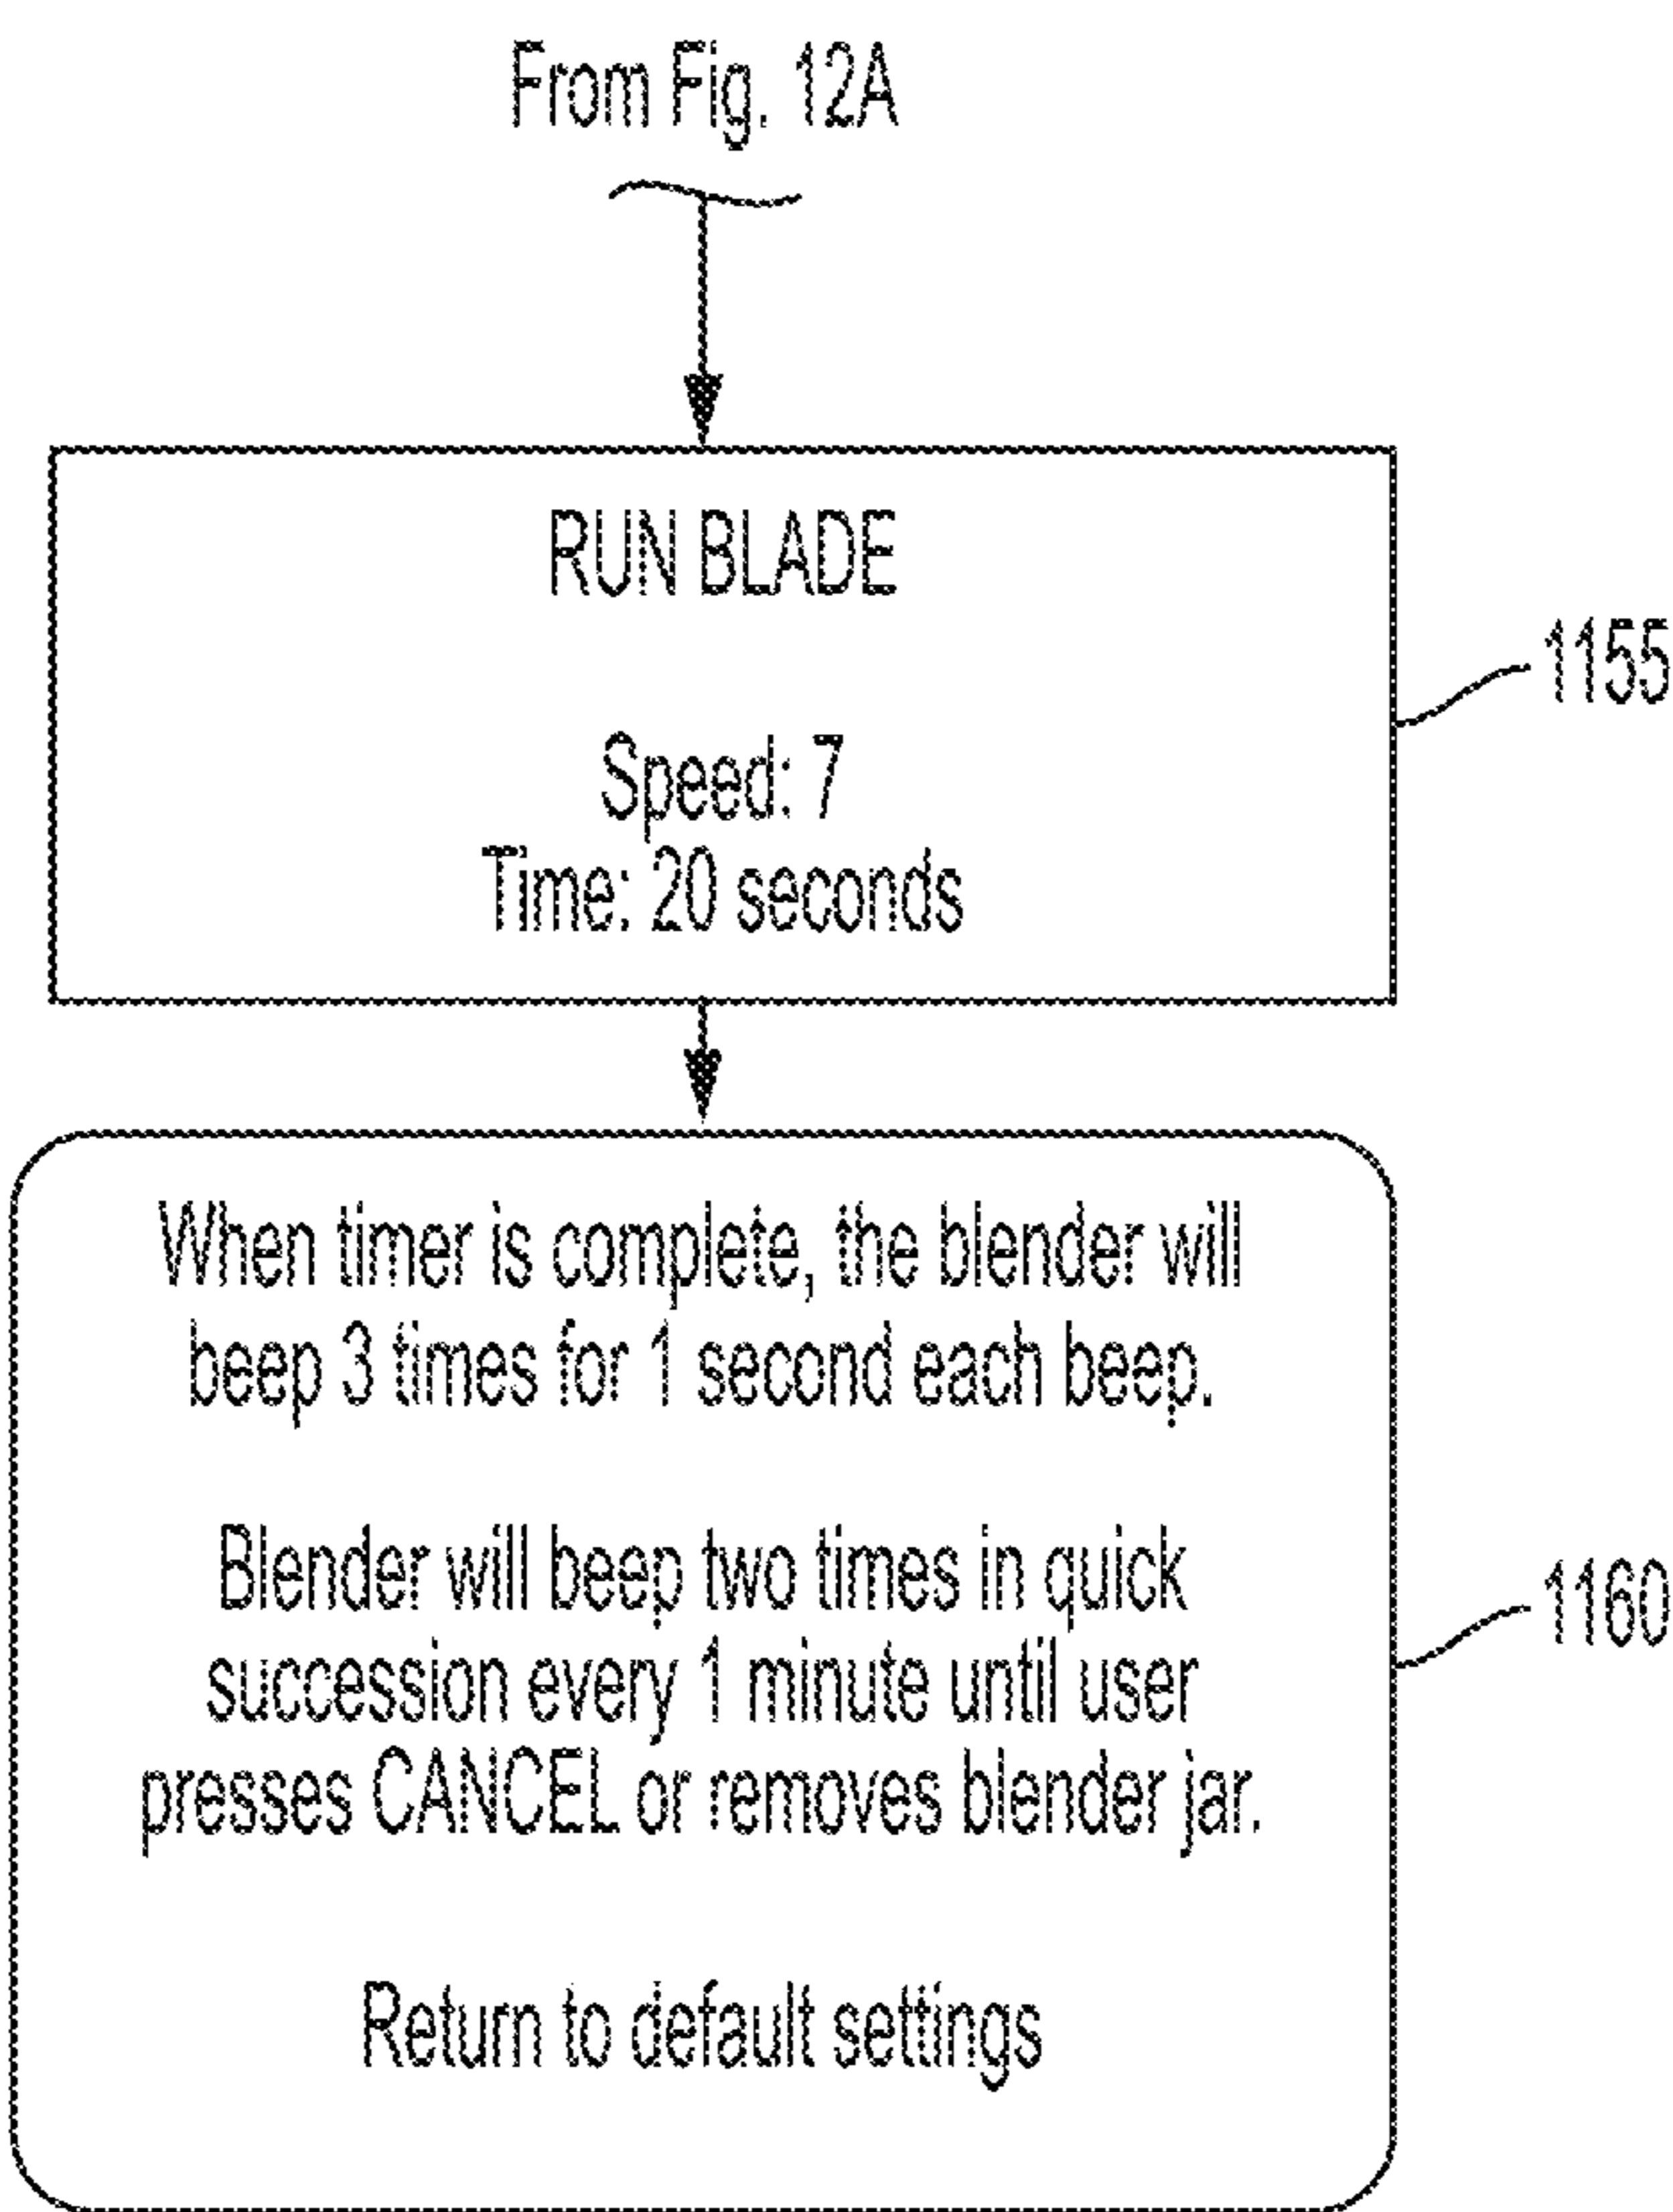 From Fig. 12A
RUN BLADE
Speed: 7
Time: 20 seconds
1155
When timer is complete, the blender will
beep 3 times for 1 second each beep.
Blender will beep two times in quick
succession every 1 minute until user
presses CANCEL or removes blender jar.
Return to default settings
1160